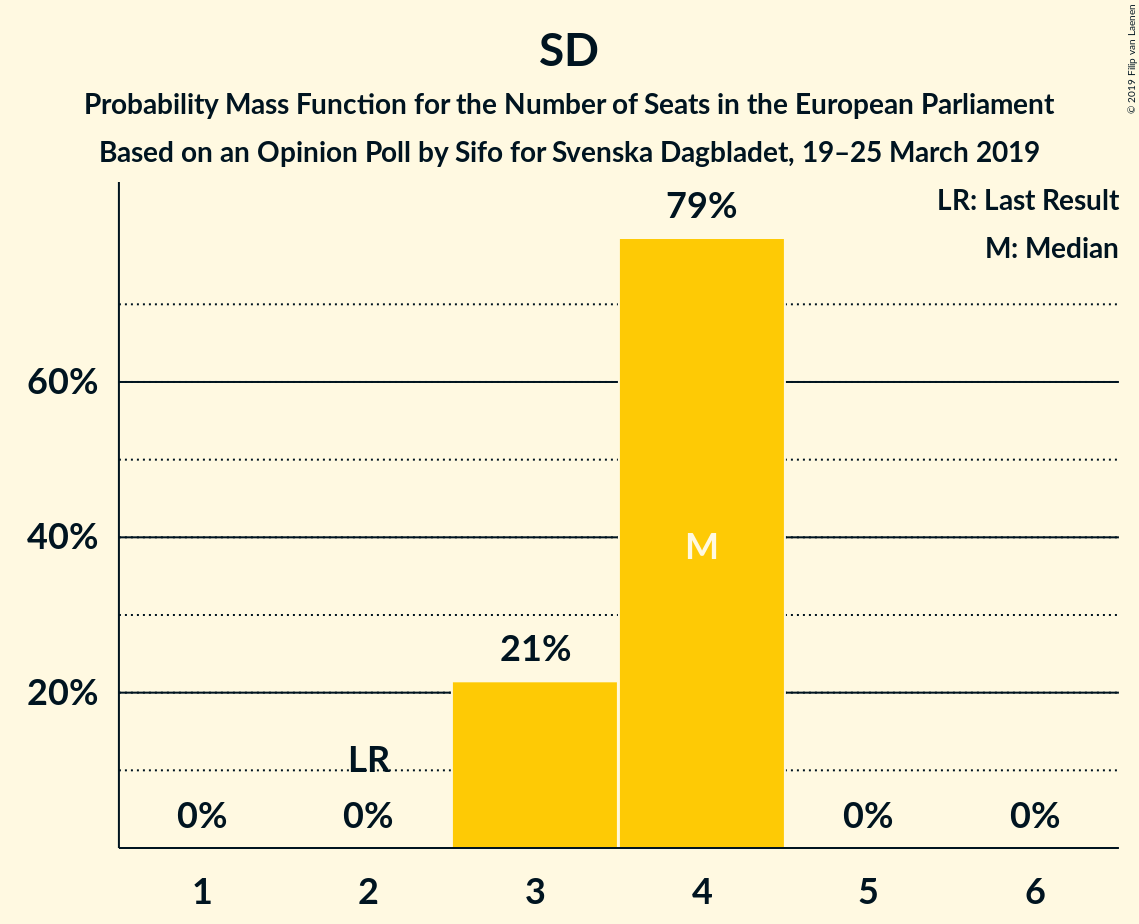 SD
Probability Mass Function for the Number of Seats in the European Parliament
Based on an Opinion Poll by Sifo for Svenska Dagbladet, 19–25 March 2019
© 2019 Filip van Laenen
LR: Last Result
M: Median
79%
60%
40%
M
21%
20%
LR
0% 0% 0% 0%
1 2 3 4 5 6